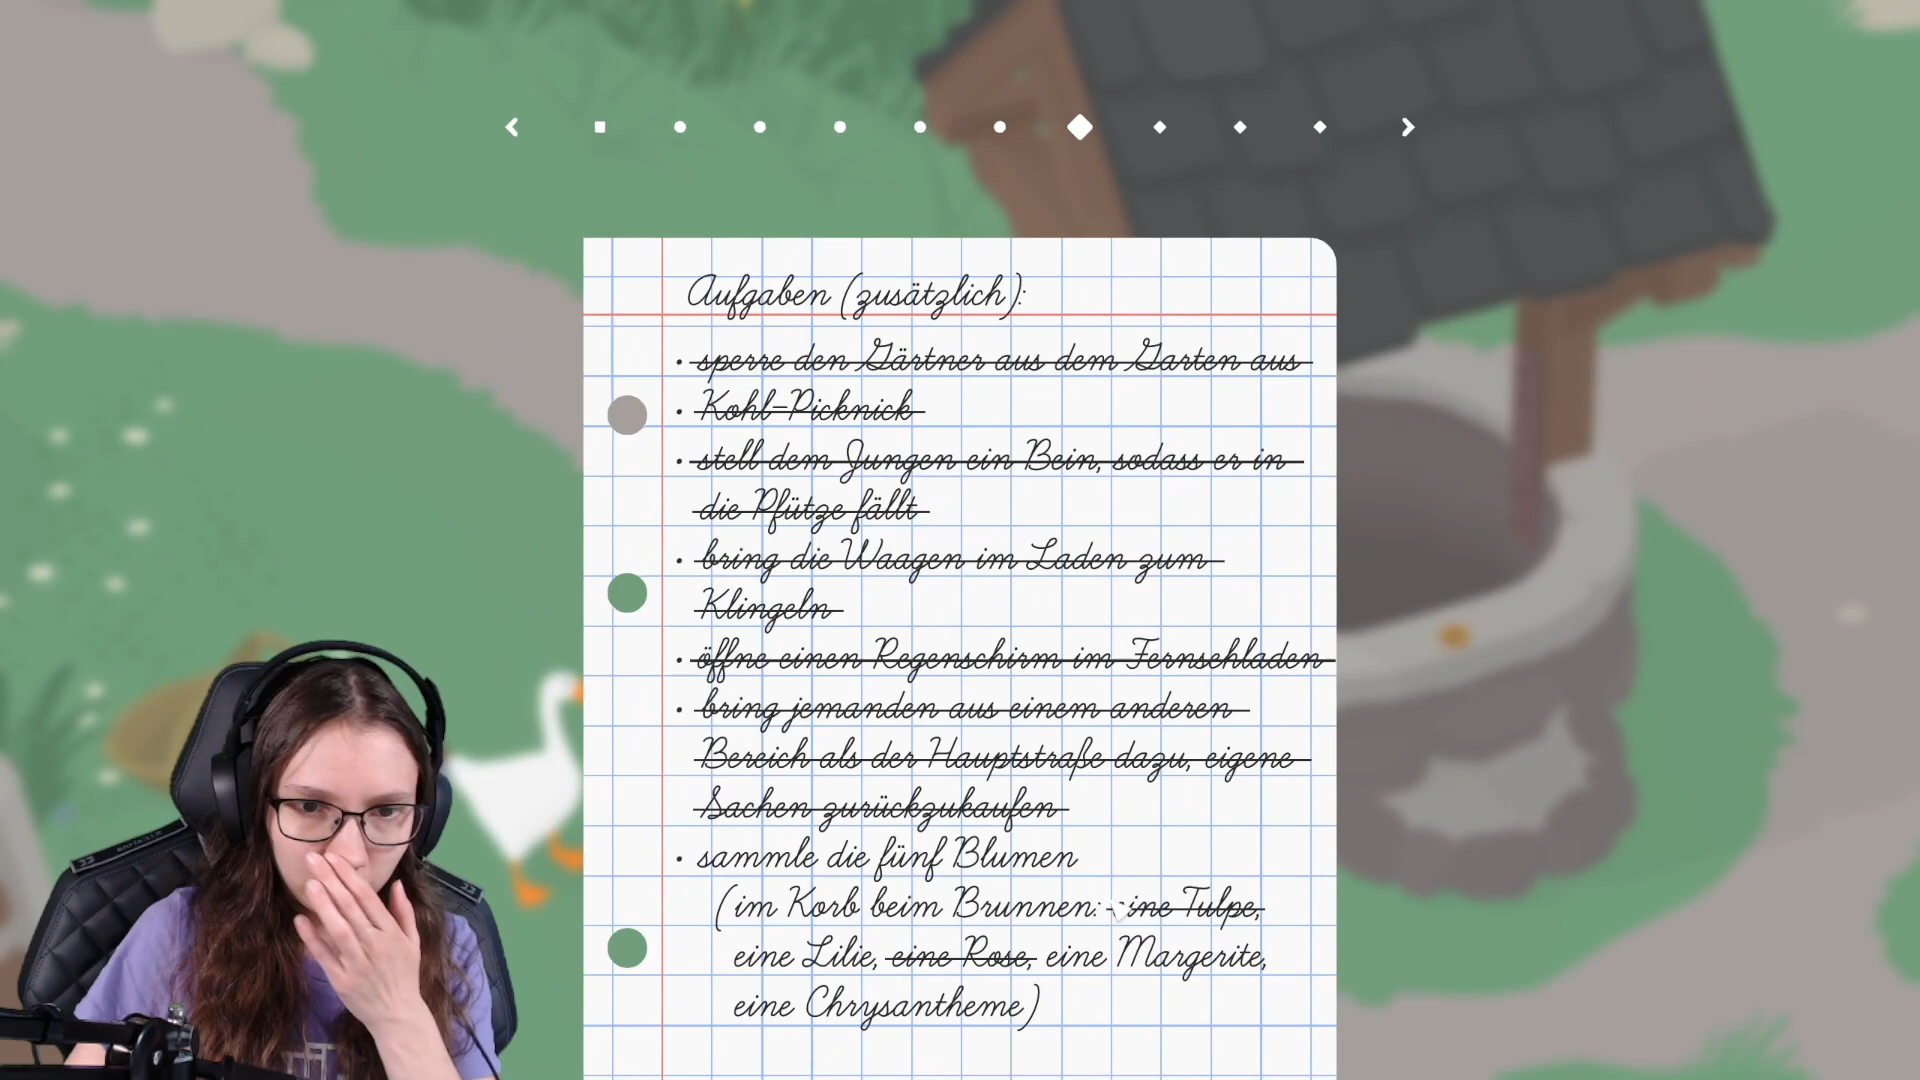 Aufgaben (zusätzlich):
• sperre den Gärtner aus dem Garten aus
• Kohl-Picknick
• stell dem Jungen ein Bein, sodass er in
die Pfütze fällt
• bring die Waagen im Laden zum
Klingeln
• öffne einen Regenschirm im Fernsehladen
• bring jemanden aus einem anderen
Bereich als der Hauptstraße dazu, eigene
Sachen zurückzukaufen
• sammle die fünf Blumen
(im Korb beim Brunnen: eine Tulpe,
eine Lilie, eine Rose, eine Margerite,
eine Chrysantheme)